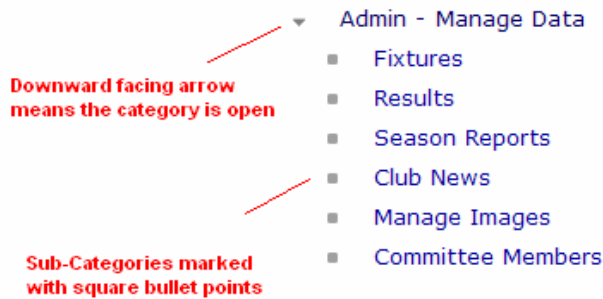 Admin - Manage Data
Fixtures
Downward facing arrow
means the category is open
Results
Season Reports
Club News
Manage Images
Sub-Categories marked
with square bullet points
Committee Members